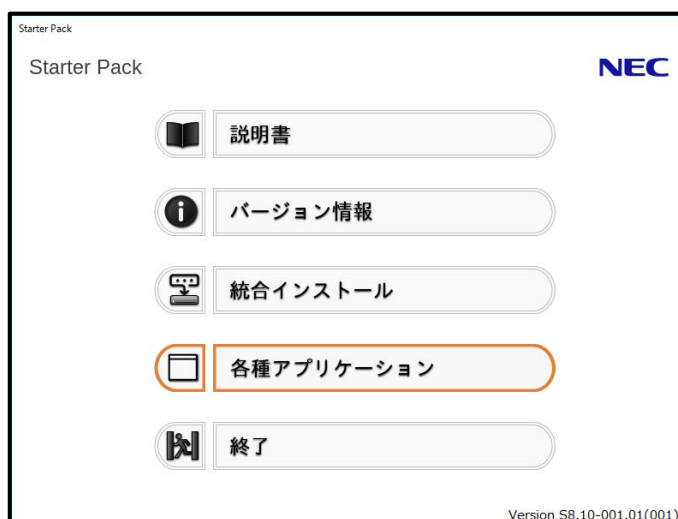 Starter Pack
Starter Pack
NEC
説明書
バージョン情報
統合インストール
各種アプリケーション
終了
Version S8.10-001.01(001)